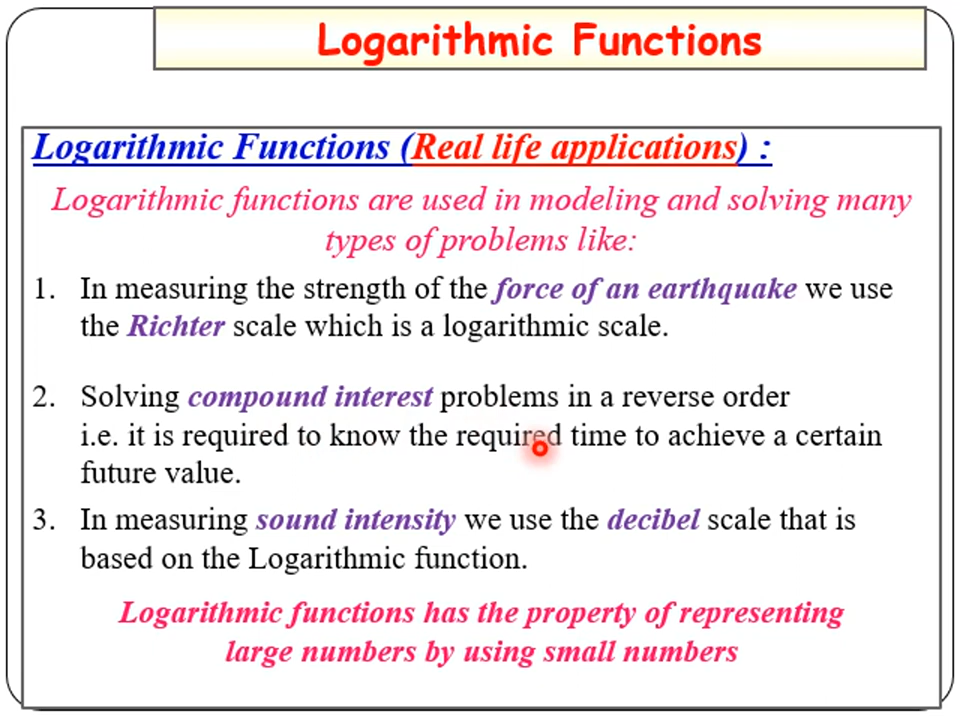 Logarithmic Functions
Logarithmic Functions (Real life applications) :
Logarithmic functions are used in modeling and solving many
types of problems like:
1. In measuring the strength of the force of an earthquake we use
the Richter scale which is a logarithmic scale.
2. Solving compound interest problems in a reverse order
i.e. it is required to know the required time to achieve a certain
future value.
3. In measuring sound intensity we use the decibel scale that is
based on the Logarithmic function.
Logarithmic functions has the property of representing
large numbers by using small numbers